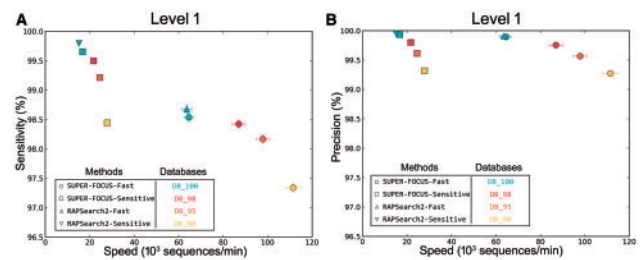 A
Level 1
100.0
99.5
99.0
98.5
98.0
97.5
97.0
96.5
Sensitivity (%)
Methods Databases
SUPER-FOCUS-Fast DB_100
SUPER-FOCUS-Sensitive DB_98
RAPSearch2-Fast DB_95
RAPSearch2-Sensitive DB_90
0 20 40 60 80 100 120
Speed (10³ sequences/min)
B
Level 1
100.0
99.5
99.0
98.5
98.0
97.5
97.0
96.5
Precision (%)
Methods Databases
SUPER-FOCUS-Fast DB_100
SUPER-FOCUS-Sensitive DB_98
RAPSearch2-Fast DB_95
RAPSearch2-Sensitive DB_90
0 20 40 60 80 100 120
Speed (10³ sequences/min)